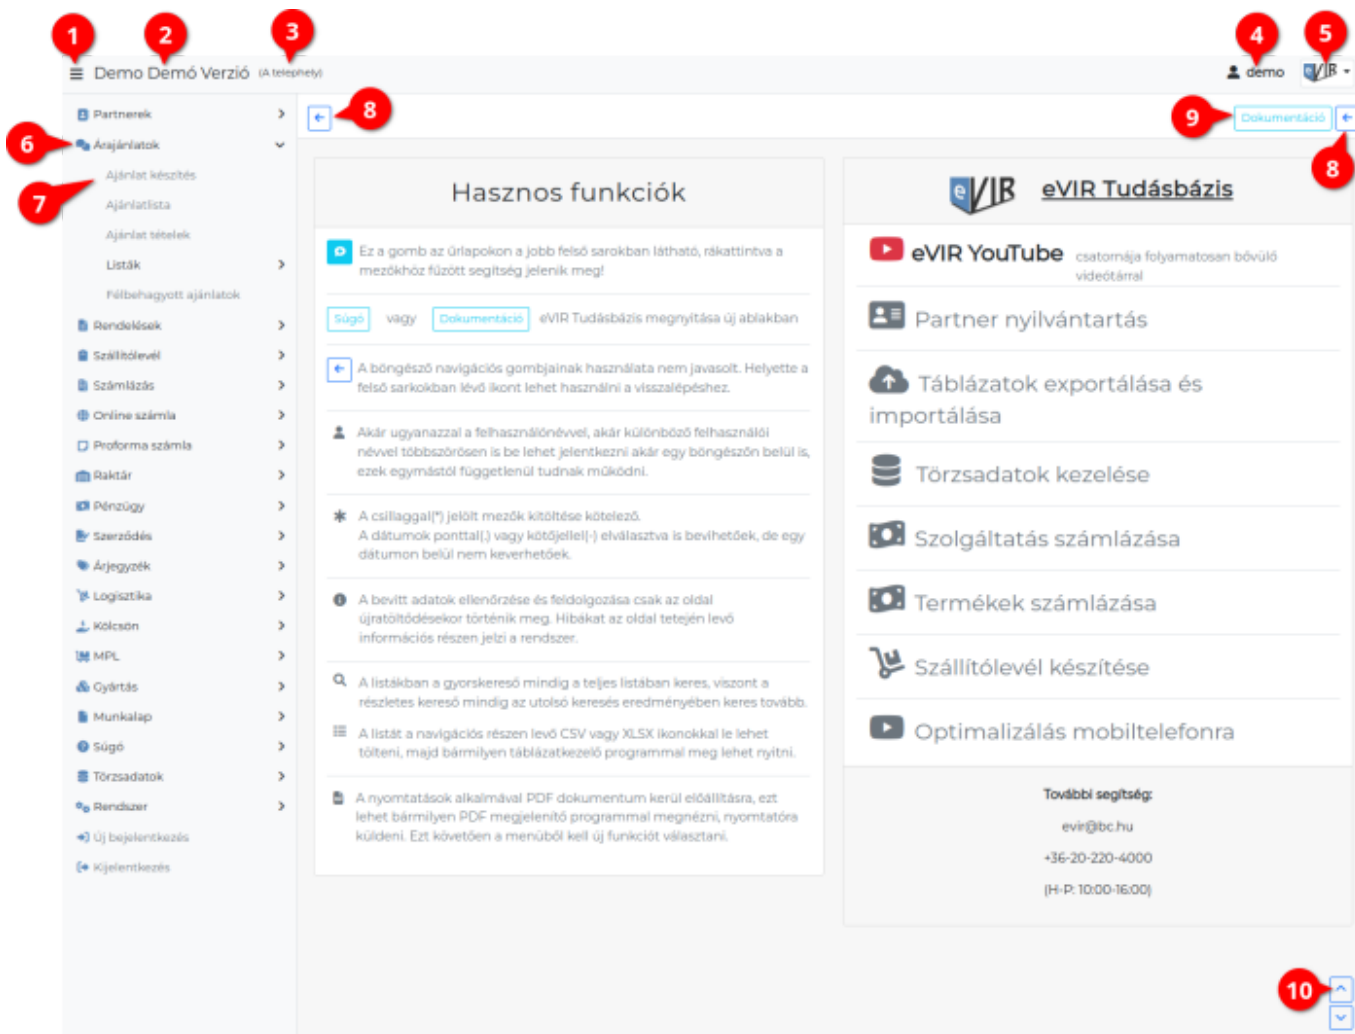 1
2
3
4
5
Demo Demó Verzió (A telephely)
demo
eVIR
Partnerek
8
9
Dokumentáció
6
Árajánlatok
8
Ajánlat készítés
7
Ajánlatlista
Ajánlat tételek
Listák
Félbehagyott ajánlatok
Rendelések
Szállítólevél
Számlázás
Online számla
Proforma számla
Raktár
Pénzügy
Szerződés
Árjegyzék
Logisztika
Kölcsön
MPL
Gyártás
Munkalap
Súgó
Törzsadatok
Rendszer
Új bejelentkezés
Kijelentkezés
Hasznos funkciók
Ez a gomb az űrlapokon a jobb felső sarokban látható, rákattintva a
mezőkhöz fűzött segítség jelenik meg!
Súgó vagy Dokumentáció eVIR Tudásbázis megnyitása új ablakban
A böngésző navigációs gombjainak használata nem javasolt. Helyette a
felső sarkokban lévő ikont lehet használni a visszalépéshez.
Akár ugyanazzal a felhasználónévvel, akár különböző felhasználói
névvel többszörösen is be lehet jelentkezni akár egy böngészőn belül is,
ezek egymástól függetlenül tudnak működni.
A csillaggal(*) jelölt mezők kitöltése kötelező.
A dátumok ponttal(.) vagy kötőjellel(-) elválasztva is bevihetőek, de egy
dátumon belül nem keverhetőek.
A bevitt adatok ellenőrzése és feldolgozása csak az oldal
újratöltődésekor történik meg. Hibákat az oldal tetején levő
információs részen jelzi a rendszer.
A listákban a gyorskereső mindig a teljes listában keres, viszont a
részletes kereső mindig az utolsó keresés eredményében keres tovább.
A listát a navigációs részen levő CSV vagy XLSX ikonokkal le lehet
tölteni, majd bármilyen táblázatkezelő programmal meg lehet nyitni.
A nyomtatások alkalmával PDF dokumentum kerül előállításra, ezt
lehet bármilyen PDF megjelenítő programmal megnézni, nyomtatóra
küldeni. Ezt követően a menüből kell új funkciót választani.
eVIR eVIR Tudásbázis
eVIR YouTube csatornája folyamatosan bővülő
videótárral
Partner nyilvántartás
Táblázatok exportálása és
importálása
Törzsadatok kezelése
Szolgáltatás számlázása
Termékek számlázása
Szállítólevél készítése
Optimalizálás mobiltelefonra
További segítség:
evir@bc.hu
+36-20-220-4000
(H-P: 10:00-16:00)
10